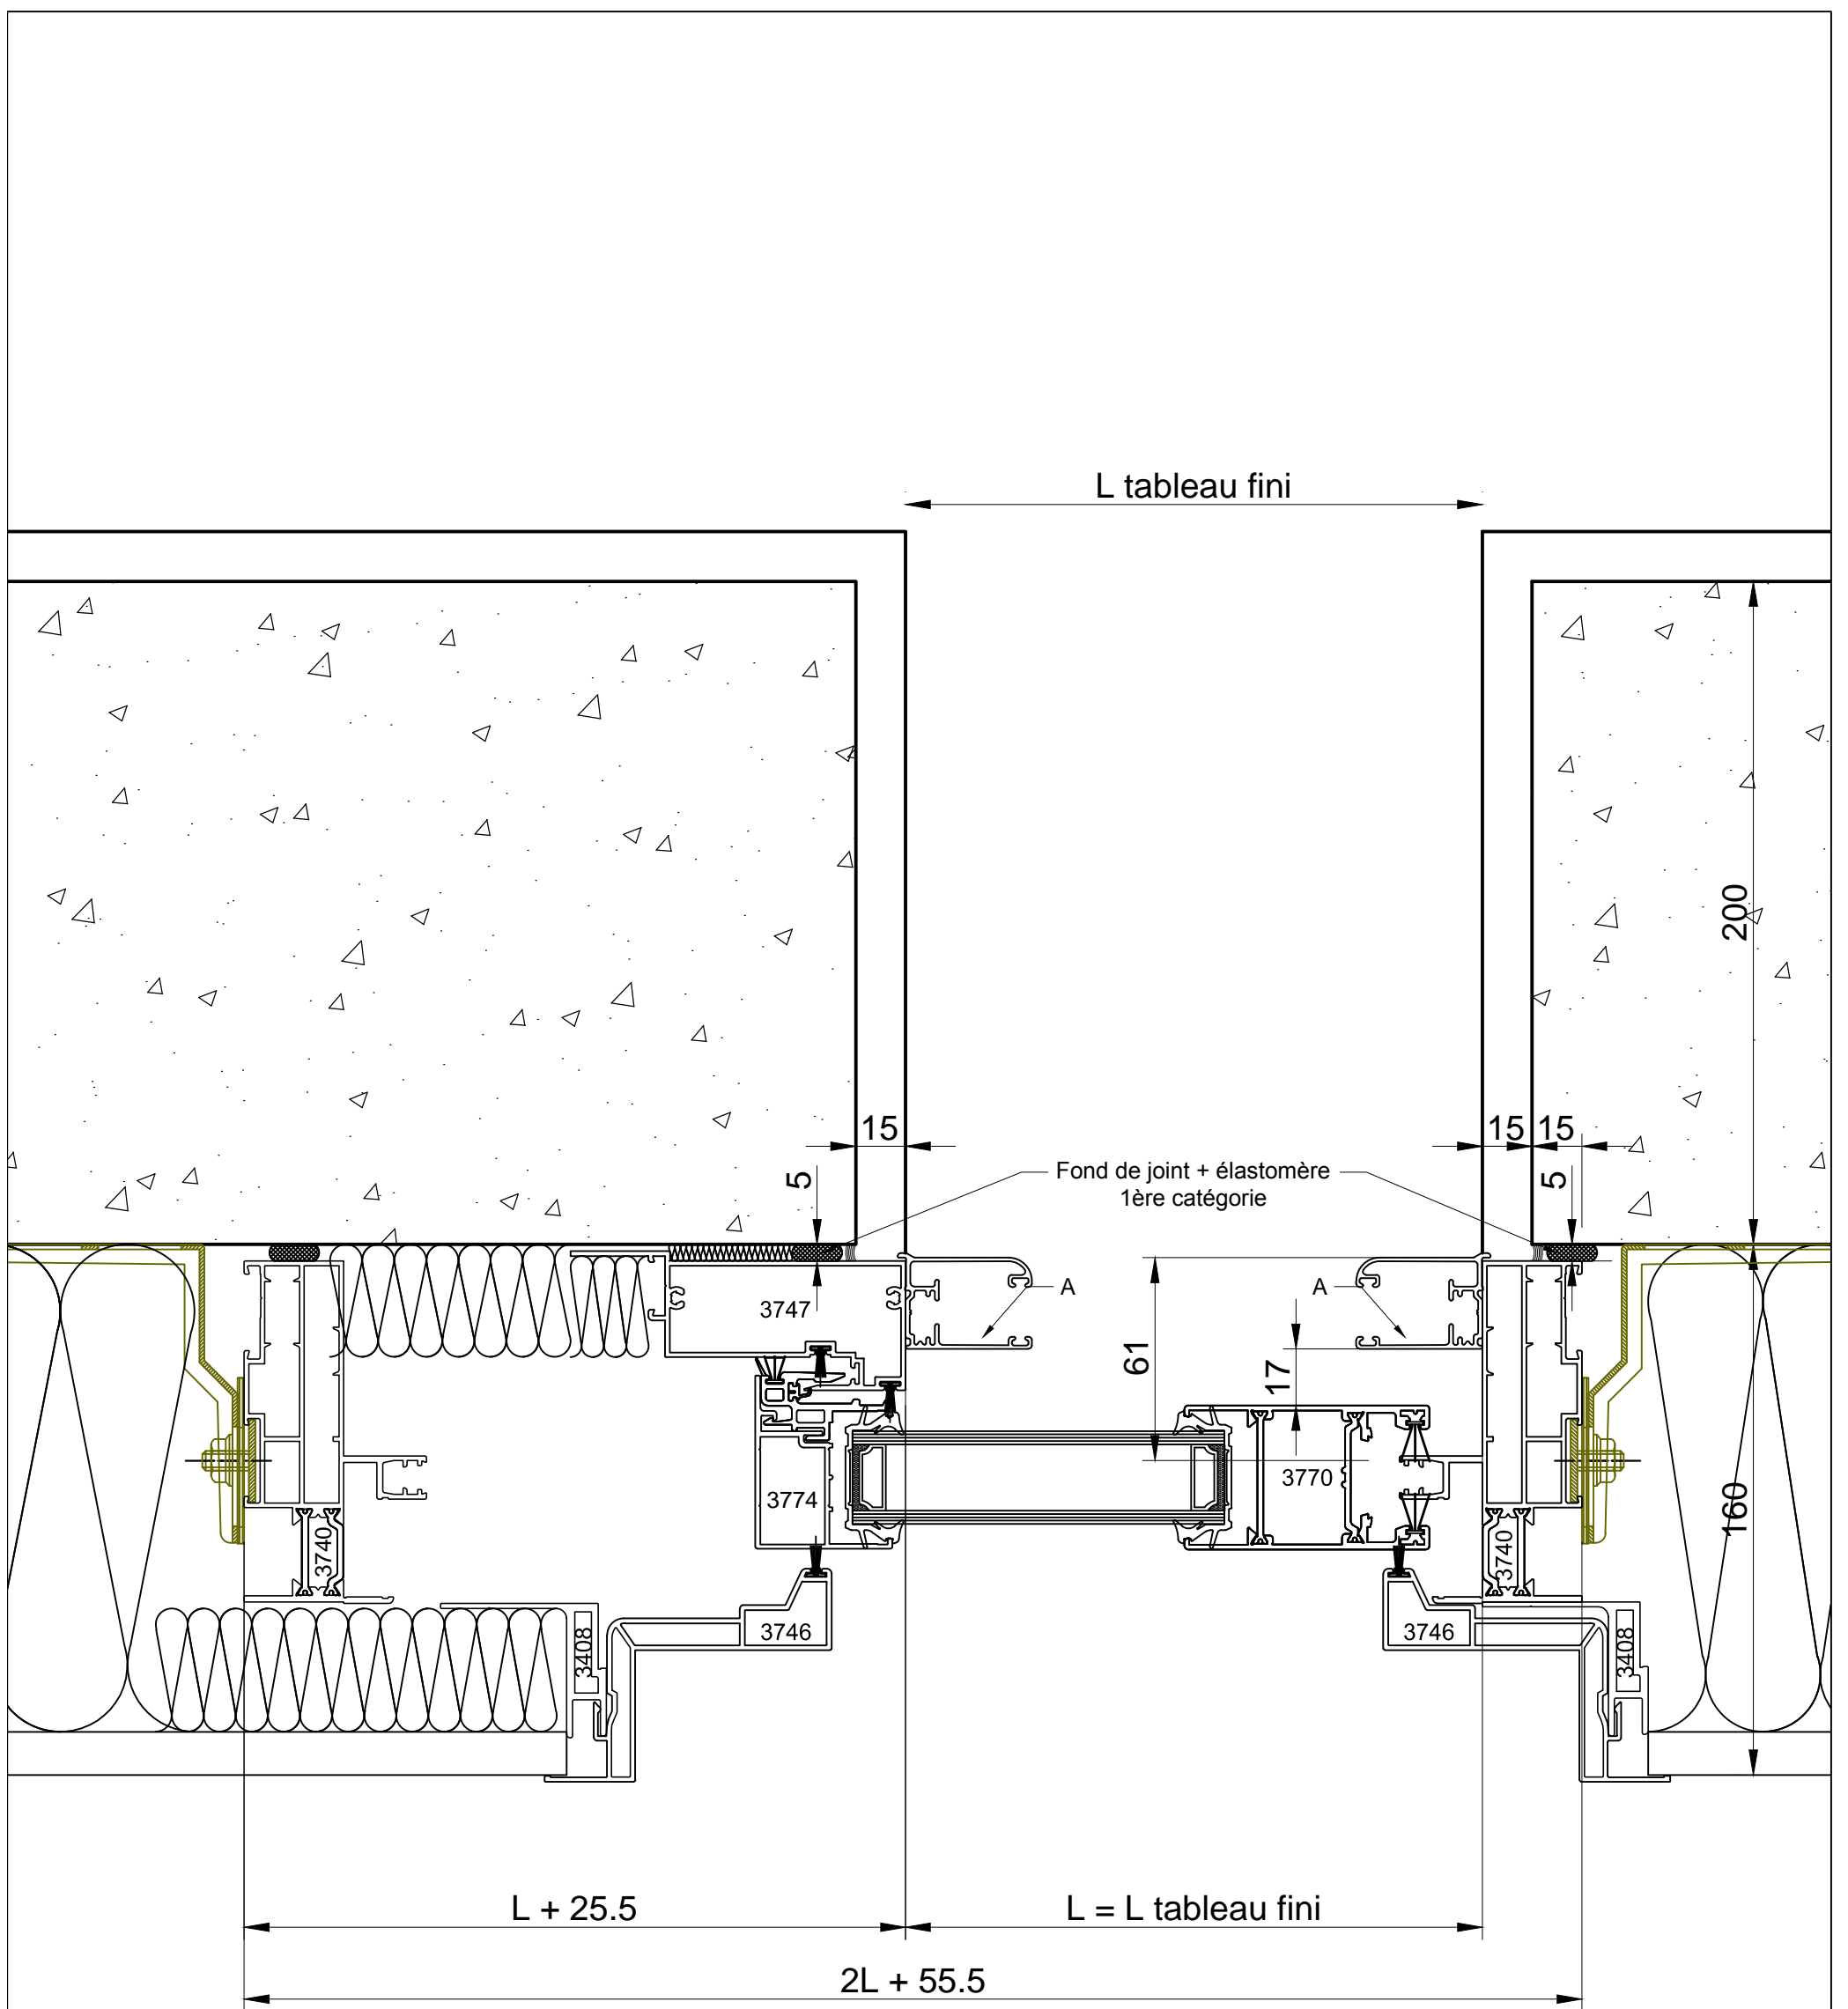 L tableau fini
200
15
15
15
5
5
Fond de joint + élastomère
1ère catégorie
A
A
3747
61
17
3770
3774
160
3740
3740
3746
3746
3408
3408
L + 25.5
L = L tableau fini
2L + 55.5